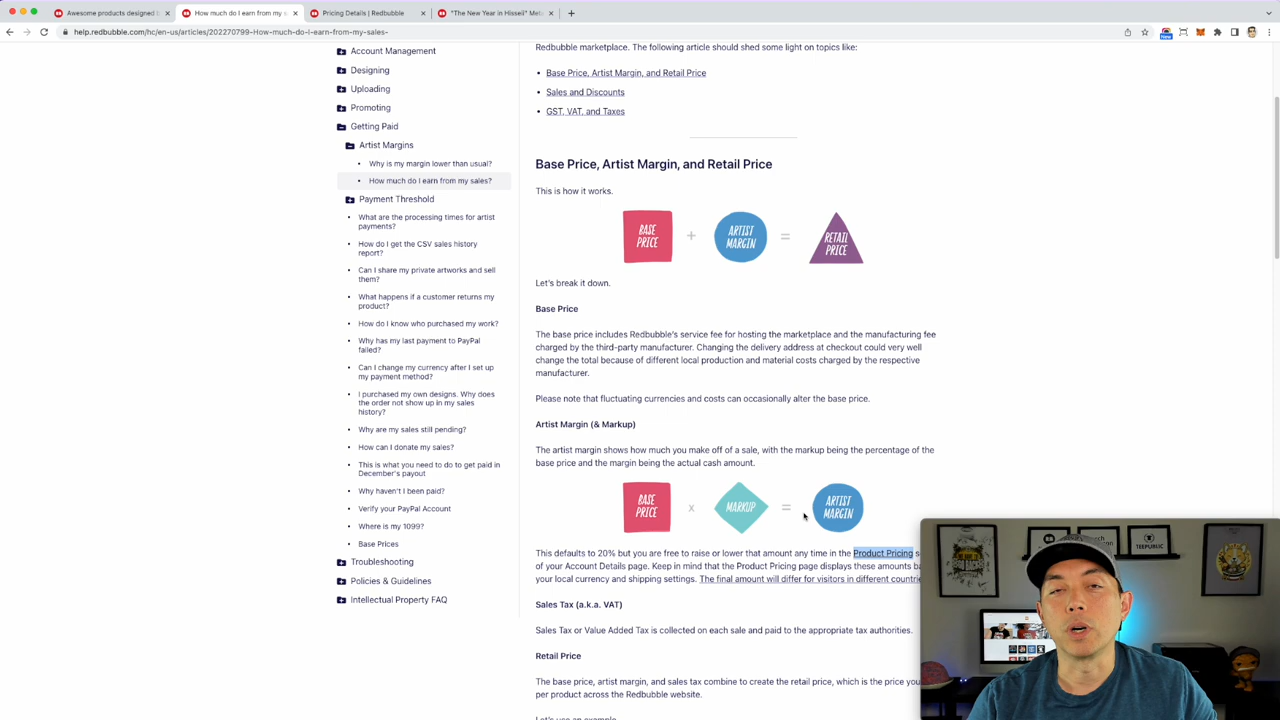 Awesome products designed b
How much do I earn from my s
Pricing Details | Redbubble
"The New Year in Hisseii" Met
help.redbubble.com/hc/en-us/articles/202270799-How-much-do-I-earn-from-my-sales-
New
Account Management
Designing
Uploading
Promoting
Getting Paid
Artist Margins
Why is my margin lower than usual?
How much do I earn from my sales?
Payment Threshold
What are the processing times for artist
payments?
How do I get the CSV sales history
report?
Can I share my private artworks and sell
them?
What happens if a customer returns my
product?
How do I know who purchased my work?
Why has my last payment to PayPal
failed?
Can I change my currency after I set up
my payment method?
I purchased my own designs. Why does
the order not show up in my sales
history?
Why are my sales still pending?
How can I donate my sales?
This is what you need to do to get paid in
December's payout
Why haven't I been paid?
Verify your PayPal Account
Where is my 1099?
Base Prices
Troubleshooting
Policies & Guidelines
Intellectual Property FAQ
Redbubble marketplace. The following article should shed some light on topics like:
Base Price, Artist Margin, and Retail Price
Sales and Discounts
GST, VAT, and Taxes
Base Price, Artist Margin, and Retail Price
This is how it works.
BASE PRICE + ARTIST MARGIN = RETAIL PRICE
Let's break it down.
Base Price
The base price includes Redbubble's service fee for hosting the marketplace and the manufacturing fee
charged by the third-party manufacturer. Changing the delivery address at checkout could very well
change the total because of different local production and material costs charged by the respective
manufacturer.
Please note that fluctuating currencies and costs can occasionally alter the base price.
Artist Margin (& Markup)
The artist margin shows how much you make off of a sale, with the markup being the percentage of the
base price and the margin being the actual cash amount.
BASE PRICE x MARKUP = ARTIST MARGIN
This defaults to 20% but you are free to raise or lower that amount any time in the Product Pricing s
of your Account Details page. Keep in mind that the Product Pricing page displays these amounts ba
your local currency and shipping settings. The final amount will differ for visitors in different countrie
Sales Tax (a.k.a. VAT)
Sales Tax or Value Added Tax is collected on each sale and paid to the appropriate tax authorities.
Retail Price
The base price, artist margin, and sales tax combine to create the retail price, which is the price you
per product across the Redbubble website.
Let's use an example
TEEPUBLIC